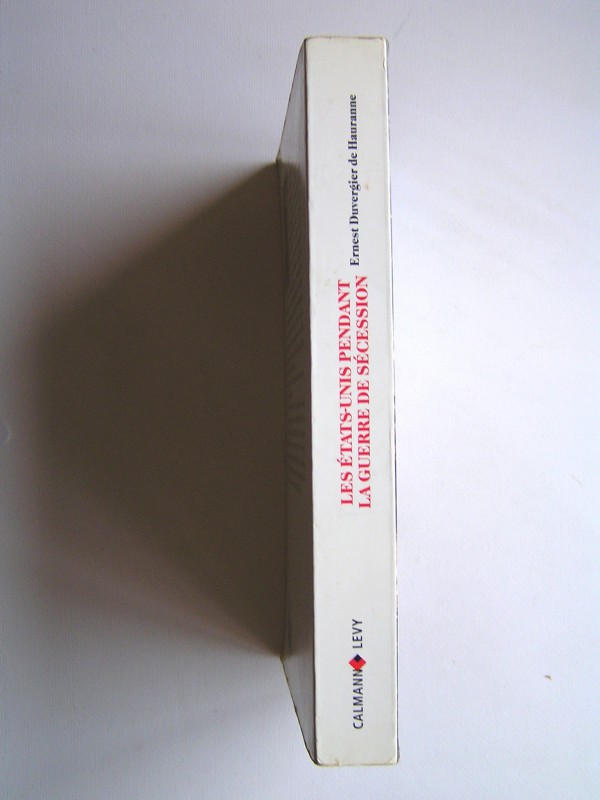 CALMANN LEVY
LES ÉTATS-UNIS PENDANT
LA GUERRE DE SÉCESSION
Ernest Duvergier de Hauranne